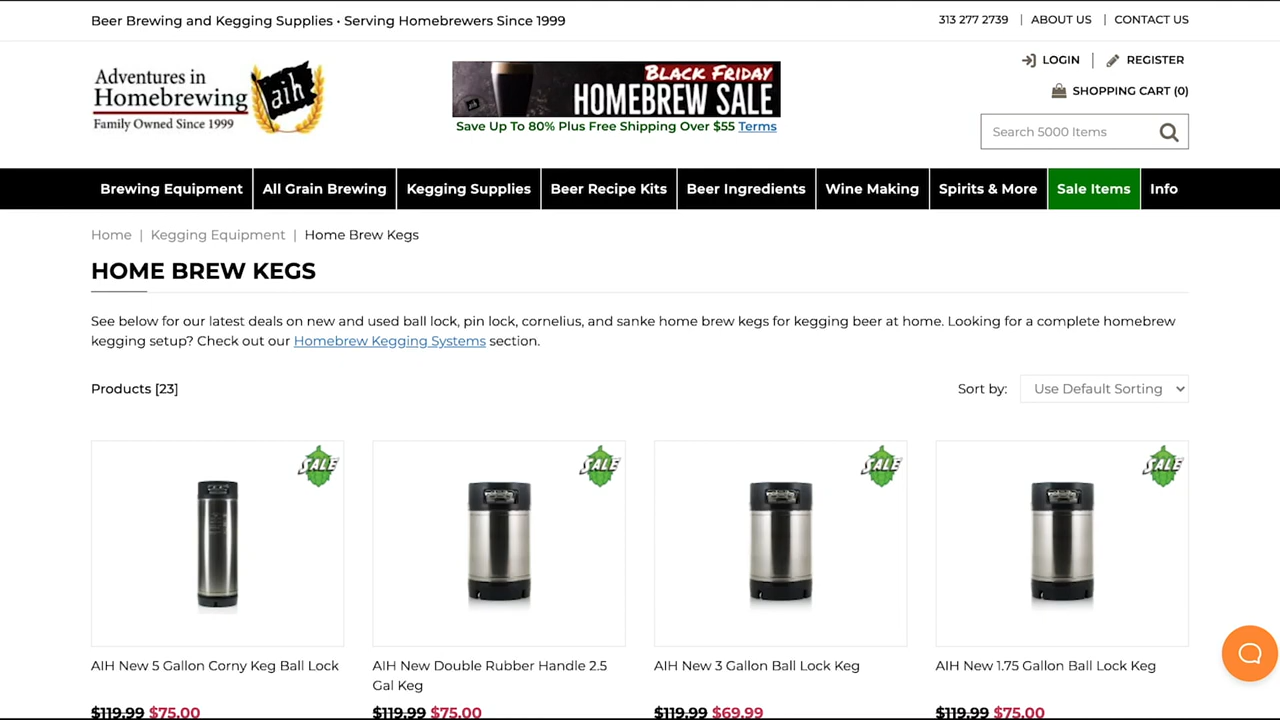 Beer Brewing and Kegging Supplies • Serving Homebrewers Since 1999
313 277 2739 | ABOUT US | CONTACT US
Adventures in
Homebrewing
Family Owned Since 1999
aih
BLACK FRIDAY
HOMEBREW SALE
Save Up To 80% Plus Free Shipping Over $55 Terms
LOGIN | REGISTER
SHOPPING CART (0)
Search 5000 Items
Brewing Equipment All Grain Brewing Kegging Supplies Beer Recipe Kits Beer Ingredients Wine Making Spirits & More Sale Items Info
Home | Kegging Equipment | Home Brew Kegs
HOME BREW KEGS
See below for our latest deals on new and used ball lock, pin lock, cornelius, and sanke home brew kegs for kegging beer at home. Looking for a complete homebrew
kegging setup? Check out our Homebrew Kegging Systems section.
Products [23]
Sort by: Use Default Sorting
SALE SALE SALE SALE
AIH New 5 Gallon Corny Keg Ball Lock
$119.99 $75.00
AIH New Double Rubber Handle 2.5
Gal Keg
$119.99 $75.00
AIH New 3 Gallon Ball Lock Keg
$119.99 $69.99
AIH New 1.75 Gallon Ball Lock Keg
$119.99 $75.00